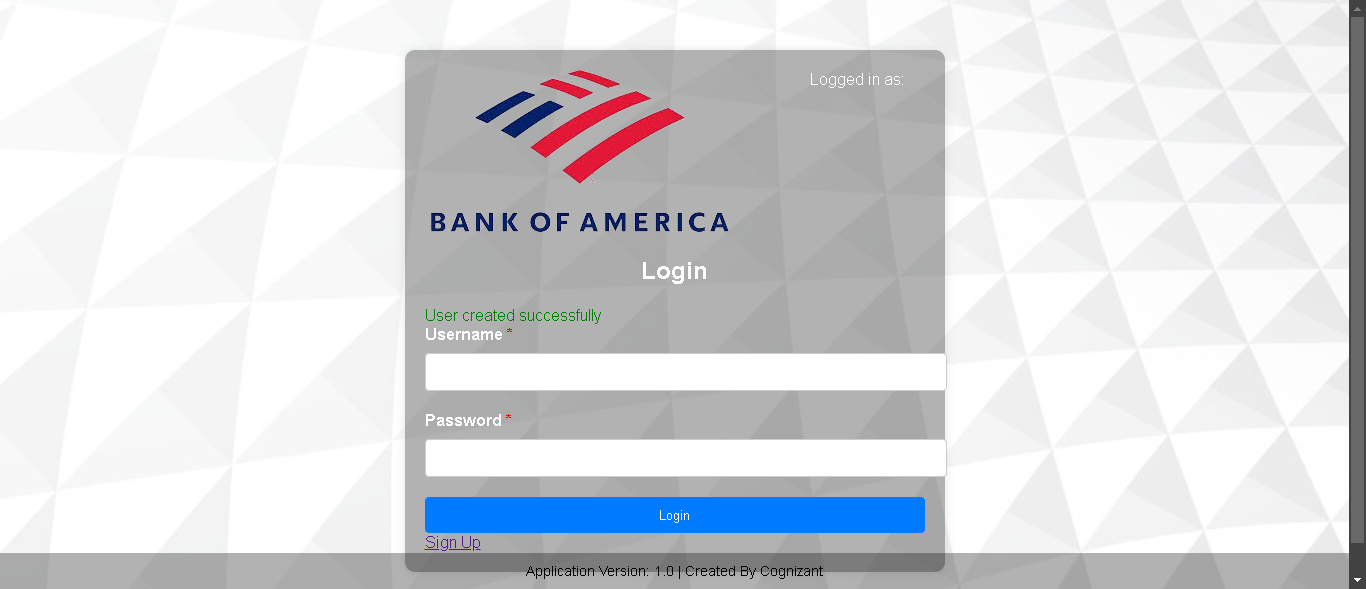 Logged in as:
BANK OF AMERICA
Login
User created successfully
Username *
Password *
Login
Sign Up
Application Version: 1.0 | Created By Cognizant